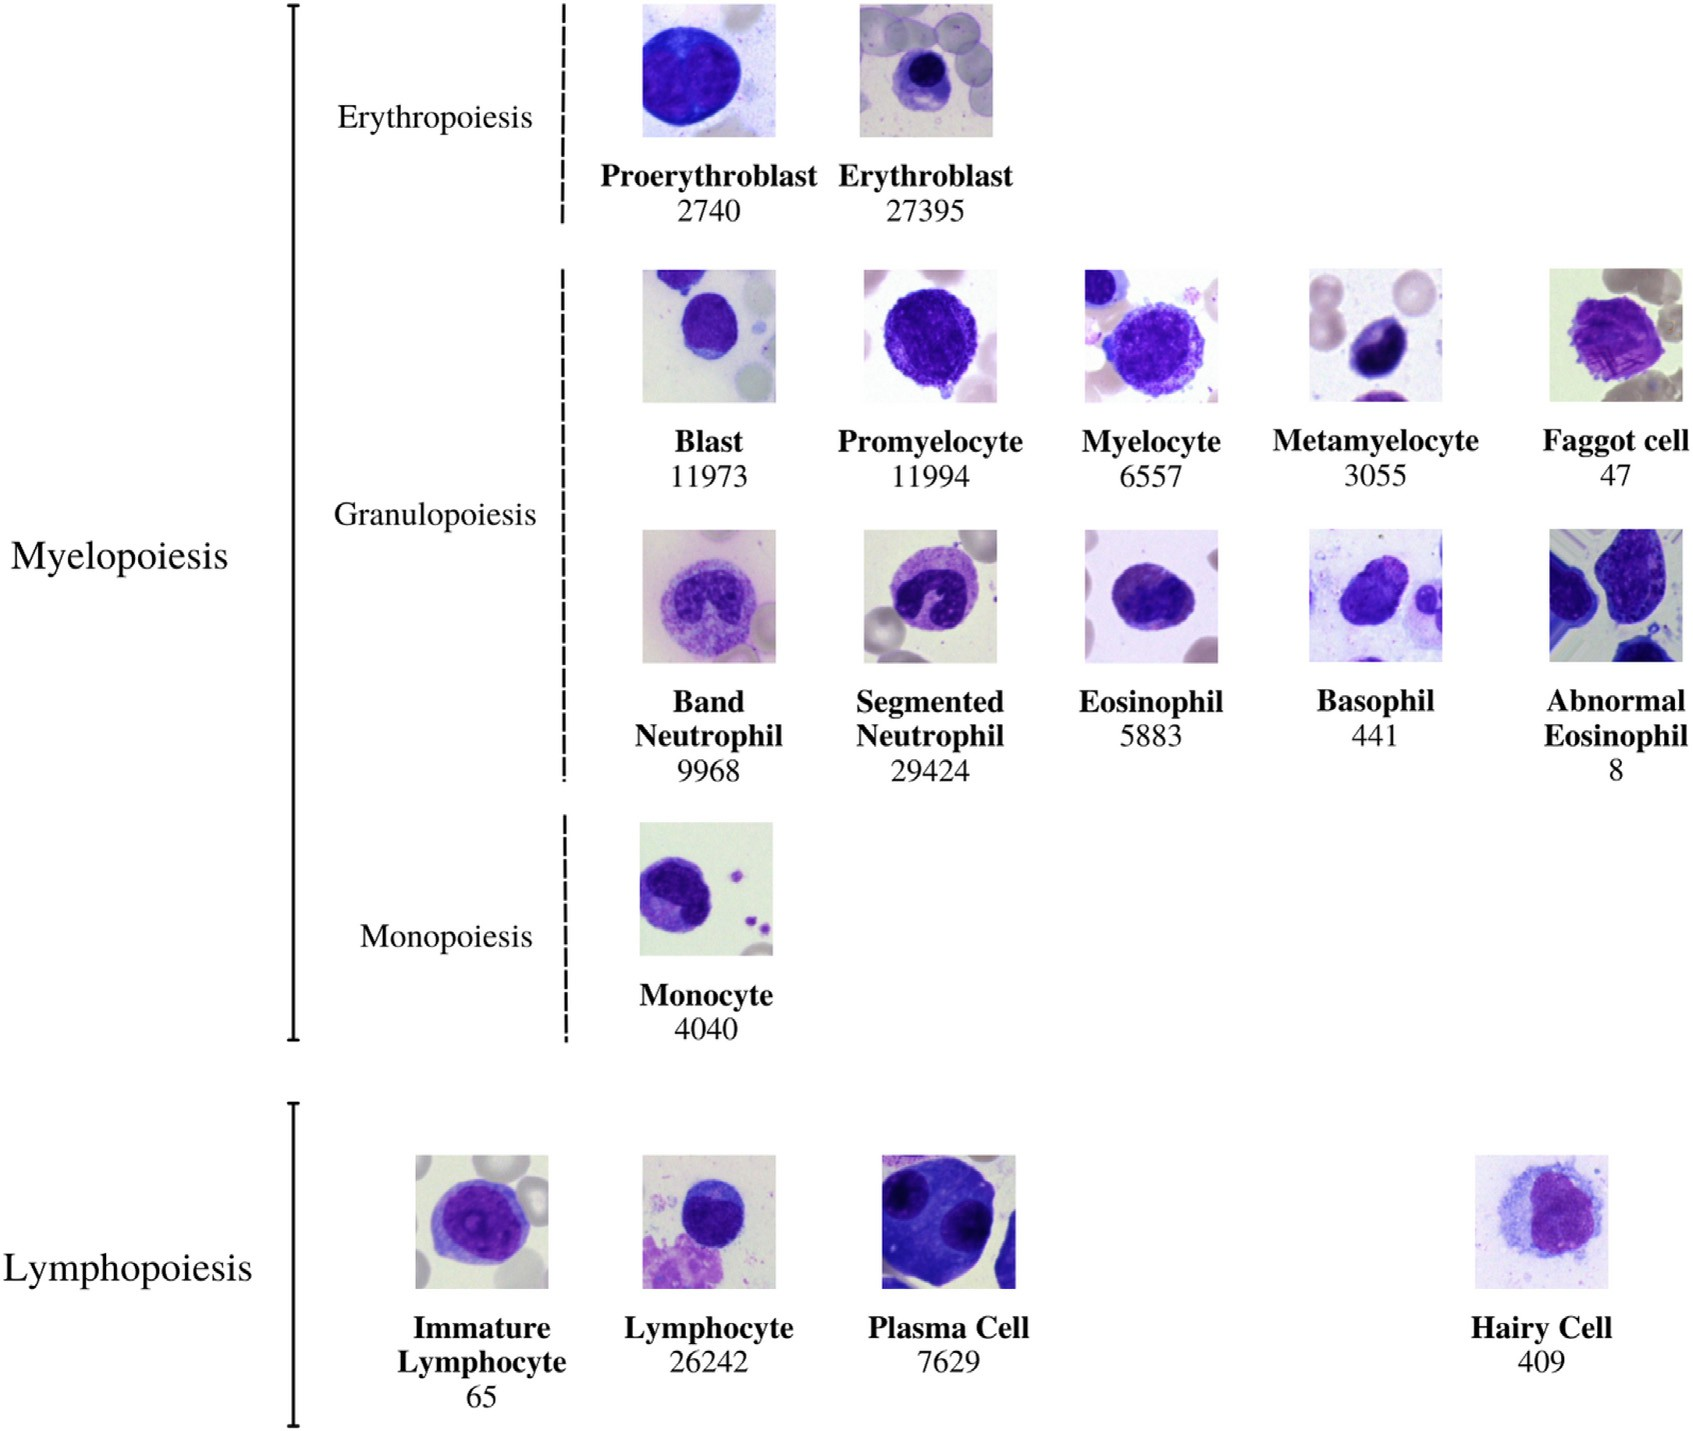 Myelopoiesis
Erythropoiesis
Proerythroblast
2740
Erythroblast
27395
Granulopoiesis
Blast
11973
Promyelocyte
11994
Myelocyte
6557
Metamyelocyte
3055
Faggot cell
47
Band
Neutrophil
9968
Segmented
Neutrophil
29424
Eosinophil
5883
Basophil
441
Abnormal
Eosinophil
8
Monopoiesis
Monocyte
4040
Lymphopoiesis
Immature
Lymphocyte
65
Lymphocyte
26242
Plasma Cell
7629
Hairy Cell
409